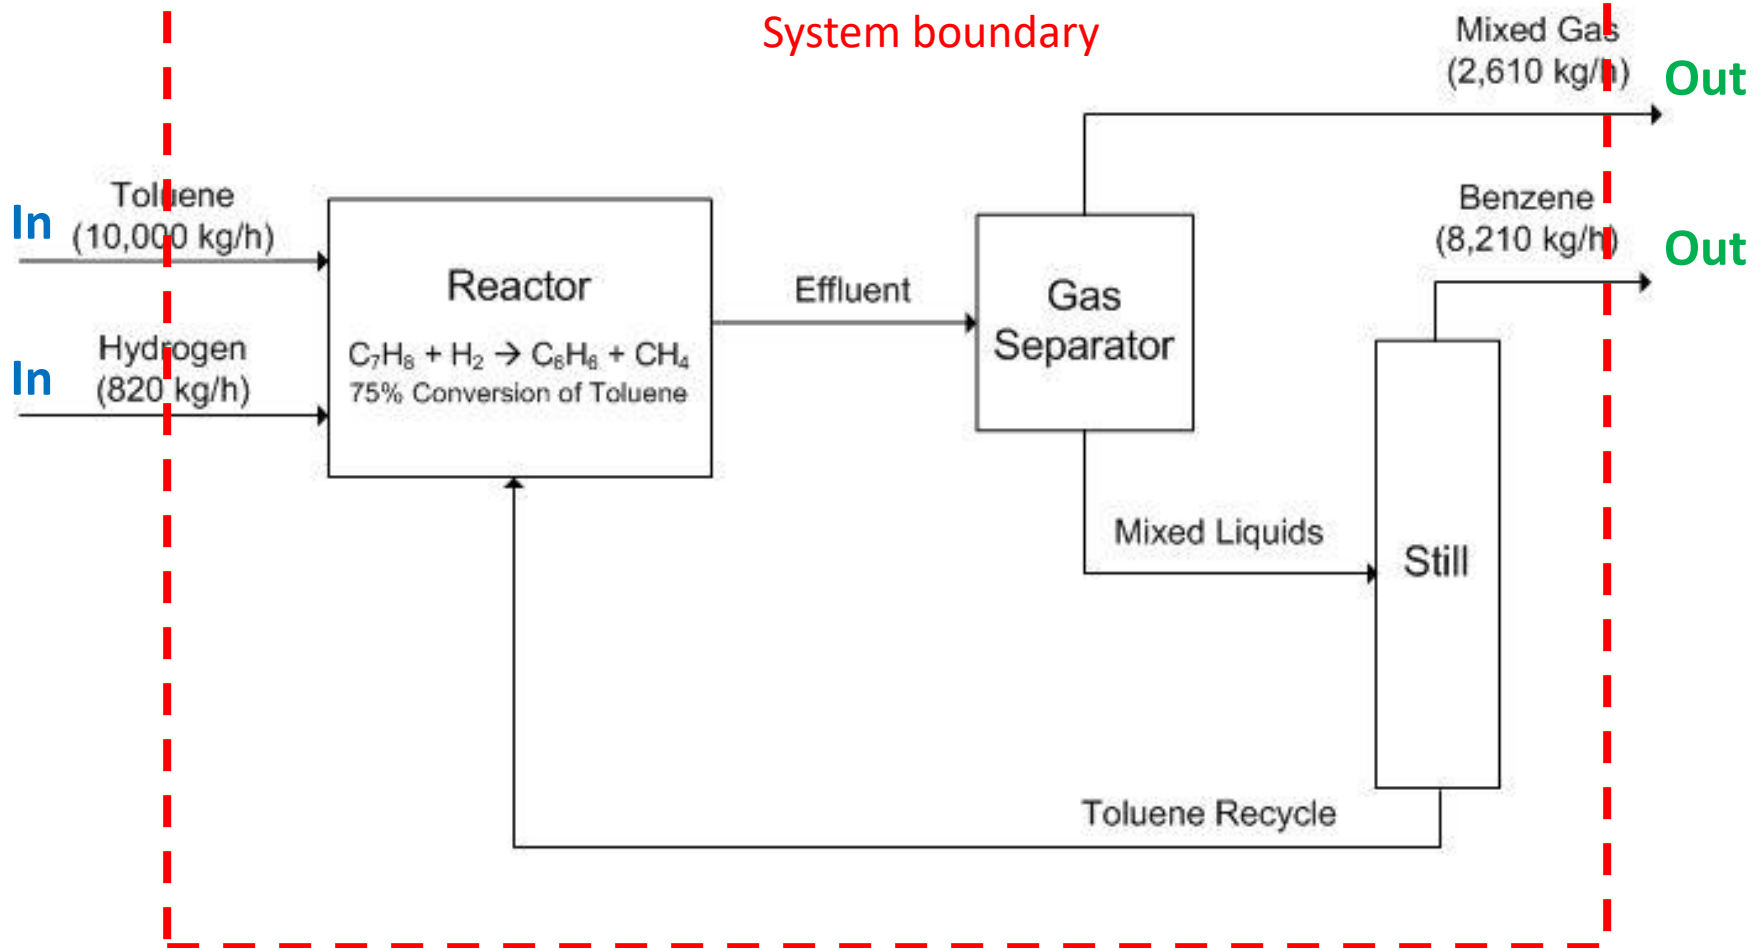 System boundary
Mixed Gas
(2,610 kg/h)
Out
Toluene
(10,000 kg/h)
In
Benzene
(8,210 kg/h)
Out
Reactor
C₇H₈ + H₂ → C₆H₆ + CH₄
75% Conversion of Toluene
Effluent
Gas
Separator
Hydrogen
(820 kg/h)
In
Mixed Liquids
Still
Toluene Recycle